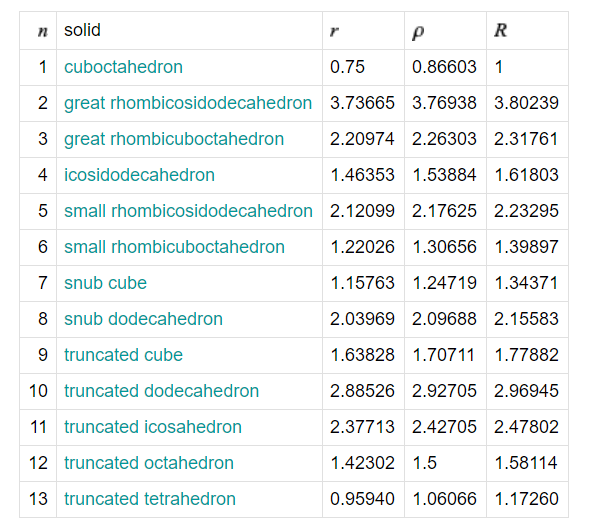 n solid r ρ R
1 cuboctahedron 0.75 0.86603 1
2 great rhombicosidodecahedron 3.73665 3.76938 3.80239
3 great rhombicuboctahedron 2.20974 2.26303 2.31761
4 icosidodecahedron 1.46353 1.53884 1.61803
5 small rhombicosidodecahedron 2.12099 2.17625 2.23295
6 small rhombicuboctahedron 1.22026 1.30656 1.39897
7 snub cube 1.15763 1.24719 1.34371
8 snub dodecahedron 2.03969 2.09688 2.15583
9 truncated cube 1.63828 1.70711 1.77882
10 truncated dodecahedron 2.88526 2.92705 2.96945
11 truncated icosahedron 2.37713 2.42705 2.47802
12 truncated octahedron 1.42302 1.5 1.58114
13 truncated tetrahedron 0.95940 1.06066 1.17260